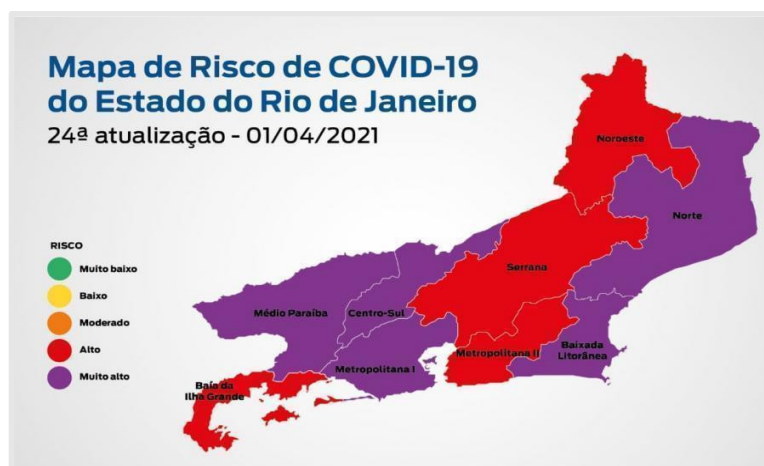 Mapa de Risco de COVID-19
do Estado do Rio de Janeiro
24ª atualização - 01/04/2021
Noroeste
Norte
Serrana
RISCO
Muito baixo
Baixo
Moderado
Alto
Muito alto
Médio Paraíba
Centro-Sul
Metropolitana I
Metropolitana II
Baixada
Litorânea
Baía da
Ilha Grande